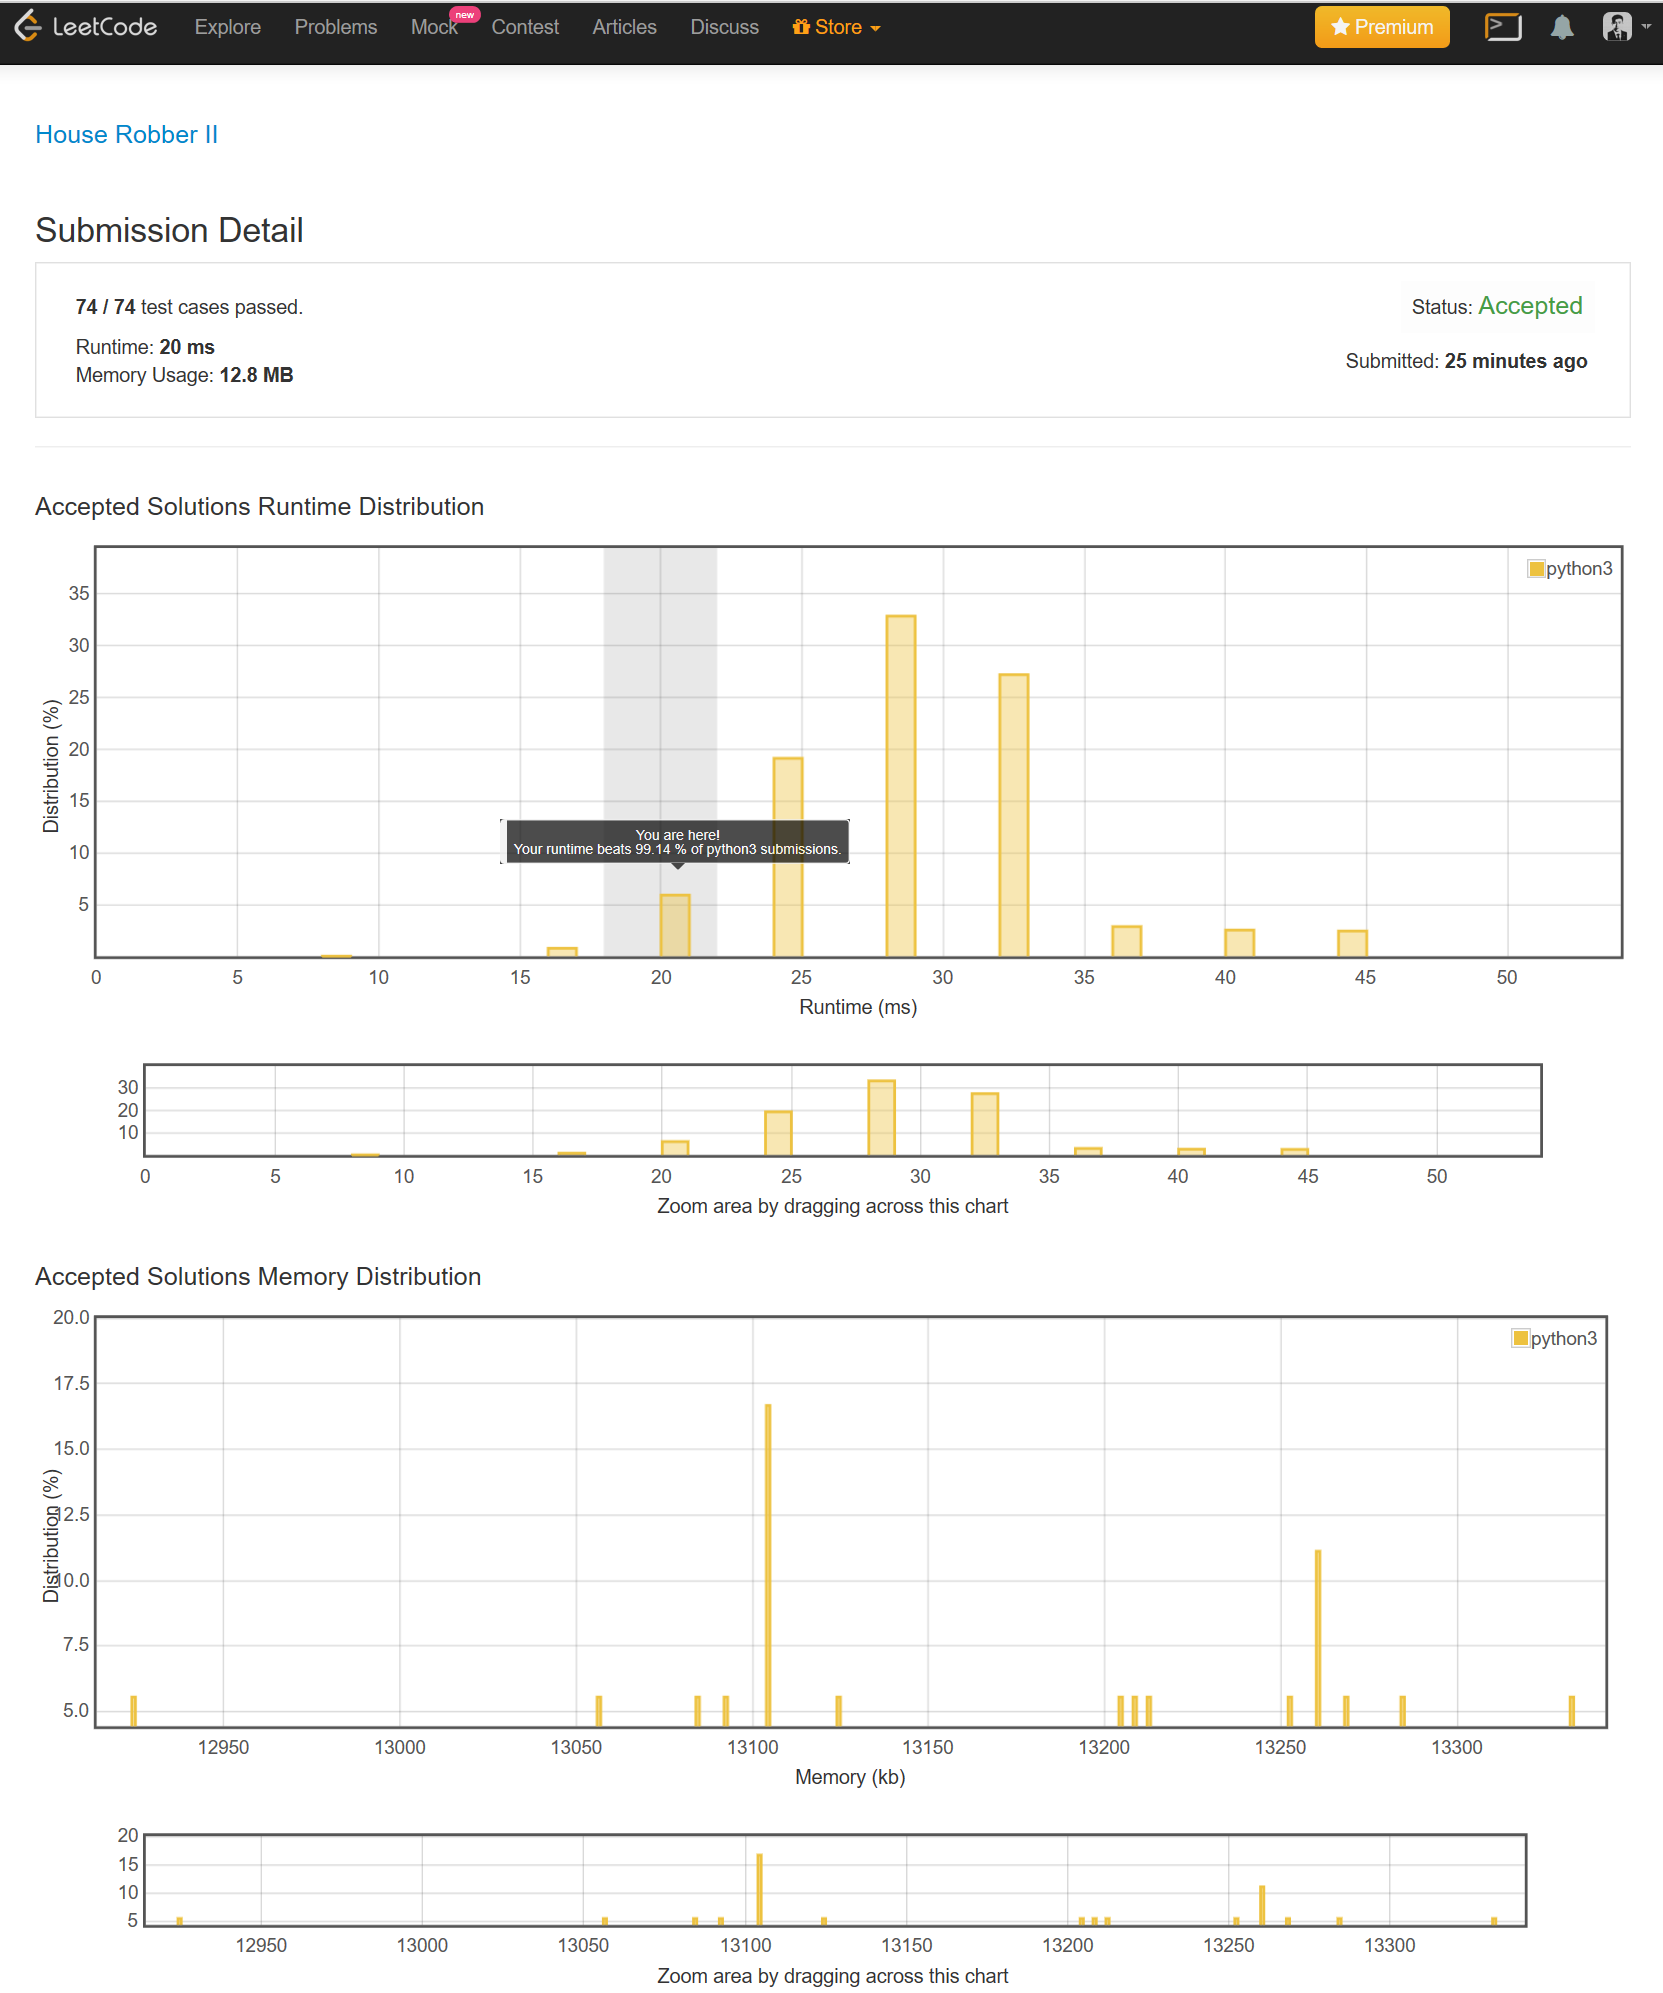 LeetCode Explore Problems Mock new Contest Articles Discuss Store Premium
House Robber II
Submission Detail
74 / 74 test cases passed.
Status: Accepted
Runtime: 20 ms
Submitted: 25 minutes ago
Memory Usage: 12.8 MB
Accepted Solutions Runtime Distribution
python3
35
30
25
20
15
10
5
Distribution (%)
You are here!
Your runtime beats 99.14 % of python3 submissions.
0 5 10 15 20 25 30 35 40 45 50
Runtime (ms)
30
20
10
0 5 10 15 20 25 30 35 40 45 50
Zoom area by dragging across this chart
Accepted Solutions Memory Distribution
python3
20.0
17.5
15.0
12.5
10.0
7.5
5.0
Distribution (%)
12950 13000 13050 13100 13150 13200 13250 13300
Memory (kb)
20
15
10
5
12950 13000 13050 13100 13150 13200 13250 13300
Zoom area by dragging across this chart